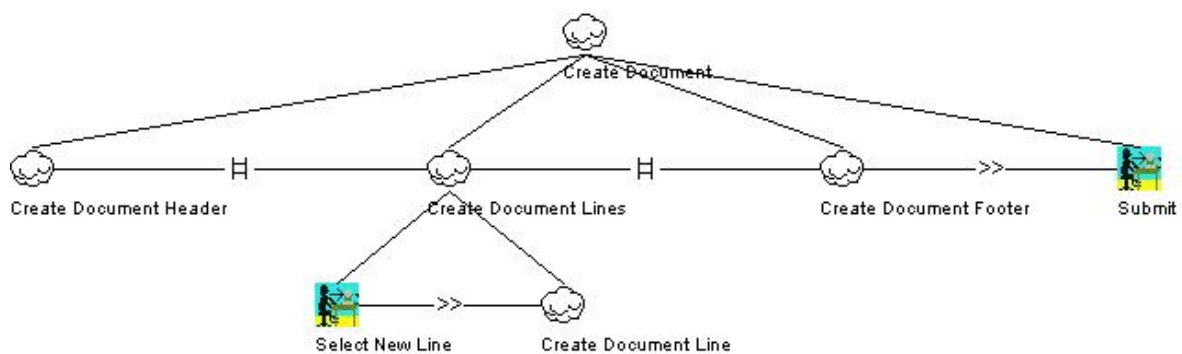 Create Document
H
H
>>
Create Document Header
Create Document Lines
Create Document Footer
Submit
>>
Select New Line
Create Document Line